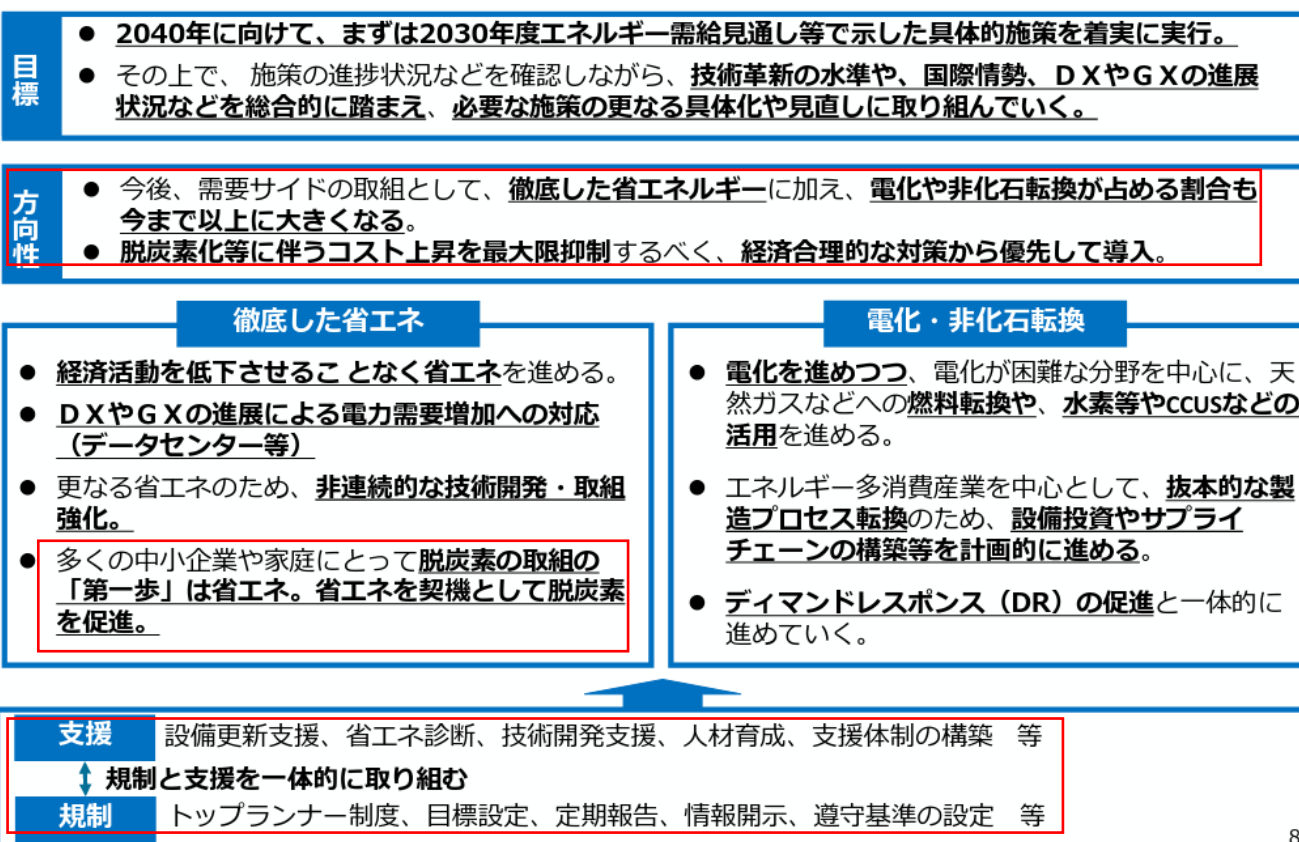 目標
● 2040年に向けて、まずは2030年度エネルギー需給見通し等で示した具体的施策を着実に実行。
● その上で、 施策の進捗状況などを確認しながら、技術革新の水準や、国際情勢、ＤＸやＧＸの進展
状況などを総合的に踏まえ、必要な施策の更なる具体化や見直しに取り組んでいく。
方向性
● 今後、需要サイドの取組として、徹底した省エネルギーに加え、電化や非化石転換が占める割合も
今まで以上に大きくなる。
● 脱炭素化等に伴うコスト上昇を最大限抑制するべく、経済合理的な対策から優先して導入。
徹底した省エネ
● 経済活動を低下させるこ となく省エネを進める。
● ＤＸやＧＸの進展による電力需要増加への対応
（データセンター等）
● 更なる省エネのため、非連続的な技術開発・取組
強化。
● 多くの中小企業や家庭にとって脱炭素の取組の
「第一歩」は省エネ。省エネを契機として脱炭素
を促進。
電化・非化石転換
● 電化を進めつつ、電化が困難な分野を中心に、天
然ガスなどへの燃料転換や、水素等やCCUSなどの
活用を進める。
● エネルギー多消費産業を中心として、抜本的な製
造プロセス転換のため、設備投資やサプライ
チェーンの構築等を計画的に進める。
● ディマンドレスポンス（DR）の促進と一体的に
進めていく。
支援 設備更新支援、省エネ診断、技術開発支援、人材育成、支援体制の構築　等
規制と支援を一体的に取り組む
規制 トップランナー制度、目標設定、定期報告、情報開示、遵守基準の設定　等
8